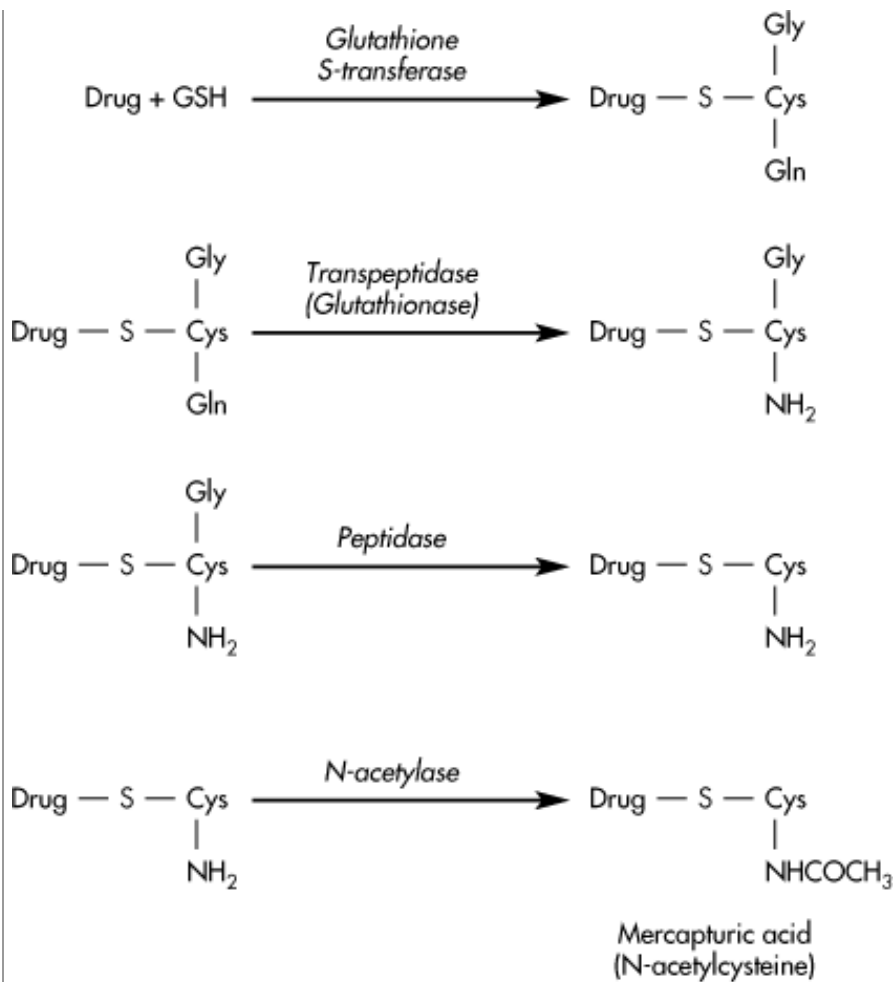 Glutathione
S-transferase
Drug + GSH
Gly
Drug — S — Cys
Gln
Gly
Drug — S — Cys
Gln
Transpeptidase
(Glutathionase)
Gly
Drug — S — Cys
NH₂
Gly
Drug — S — Cys
NH₂
Peptidase
Drug — S — Cys
NH₂
Drug — S — Cys
NH₂
N-acetylase
Drug — S — Cys
NHCOCH₃
Mercapturic acid
(N-acetylcysteine)